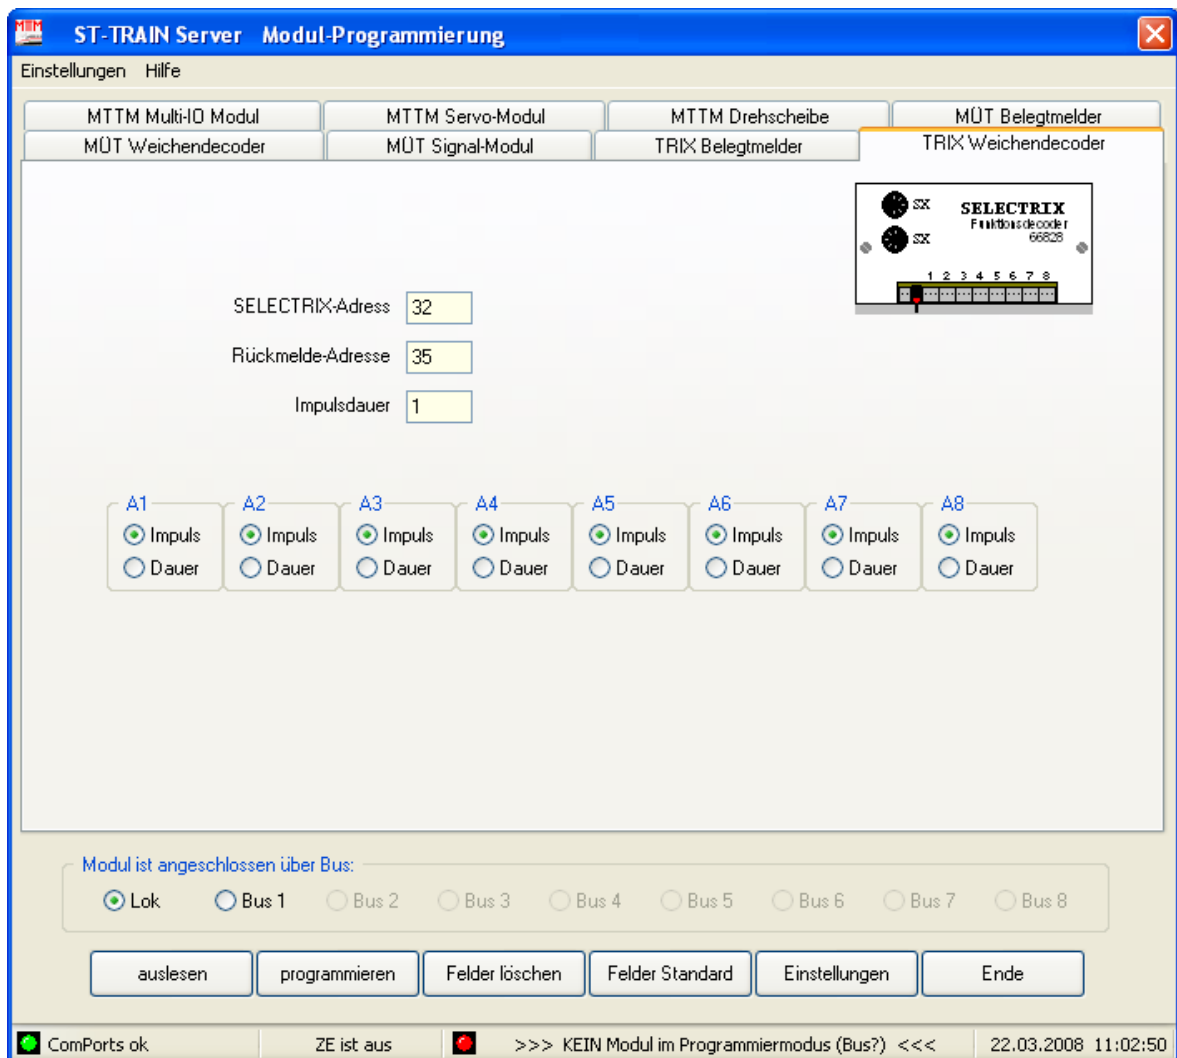 MTTM
ST-TRAIN Server Modul-Programmierung
Einstellungen Hilfe
MTTM Multi-IO Modul MTTM Servo-Modul MTTM Drehscheibe MÜT Belegtmelder
MÜT Weichendecoder MÜT Signal-Modul TRIX Belegtmelder TRIX Weichendecoder
SX SELECTRIX
Funktionsdecoder
SX 66828
1 2 3 4 5 6 7 8
SELECTRIX-Adress 32
Rückmelde-Adresse 35
Impulsdauer 1
A1 A2 A3 A4 A5 A6 A7 A8
Impuls Impuls Impuls Impuls Impuls Impuls Impuls Impuls
Dauer Dauer Dauer Dauer Dauer Dauer Dauer Dauer
Modul ist angeschlossen über Bus:
Lok Bus 1 Bus 2 Bus 3 Bus 4 Bus 5 Bus 6 Bus 7 Bus 8
auslesen programmieren Felder löschen Felder Standard Einstellungen Ende
ComPorts ok ZE ist aus >>> KEIN Modul im Programmiermodus (Bus?) <<< 22.03.2008 11:02:50